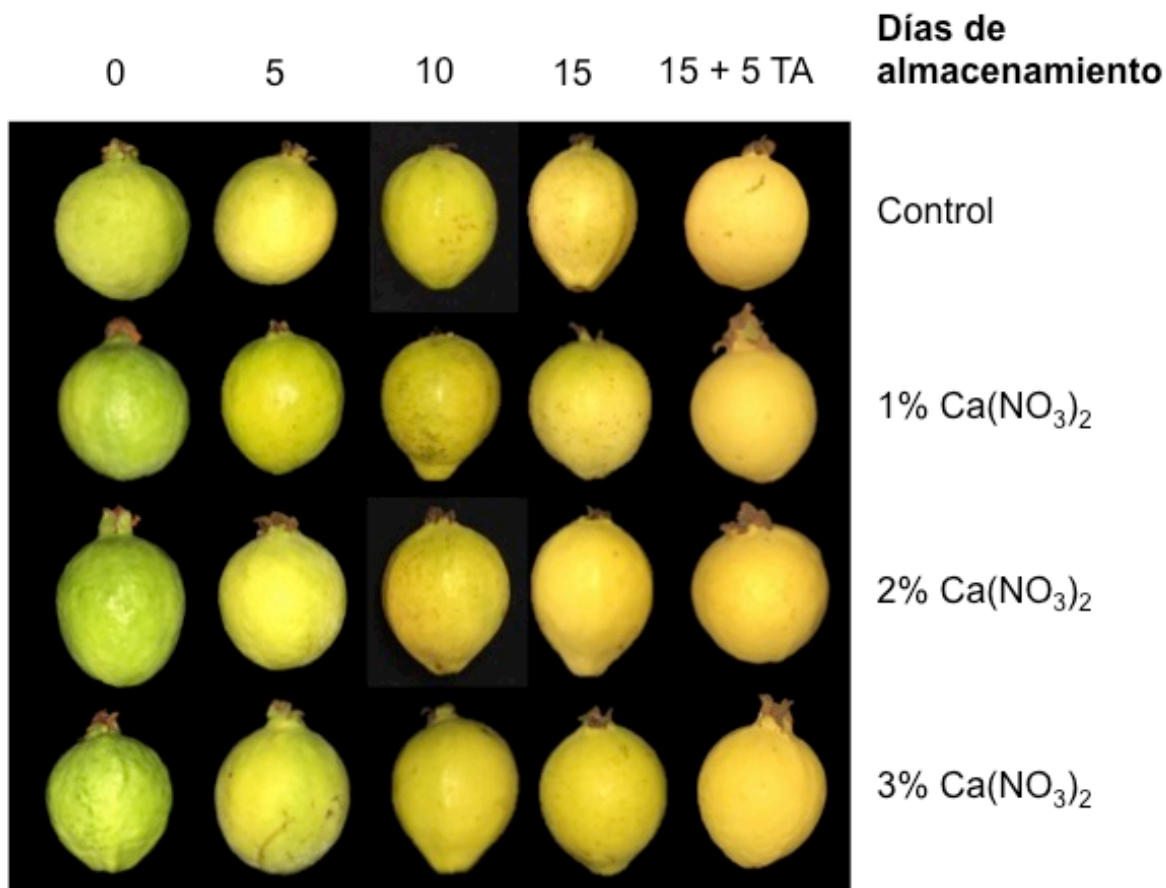 Días de
almacenamiento
0 5 10 15 15 + 5 TA
Control
1% Ca(NO₃)₂
2% Ca(NO₃)₂
3% Ca(NO₃)₂